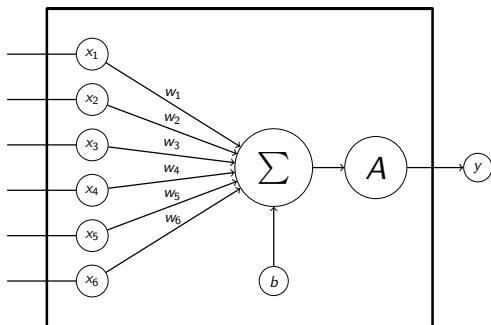 x₁
w₁
x₂
w₂
x₃
w₃
x₄
w₄
x₅
w₅
x₆
w₆
∑
A
y
b